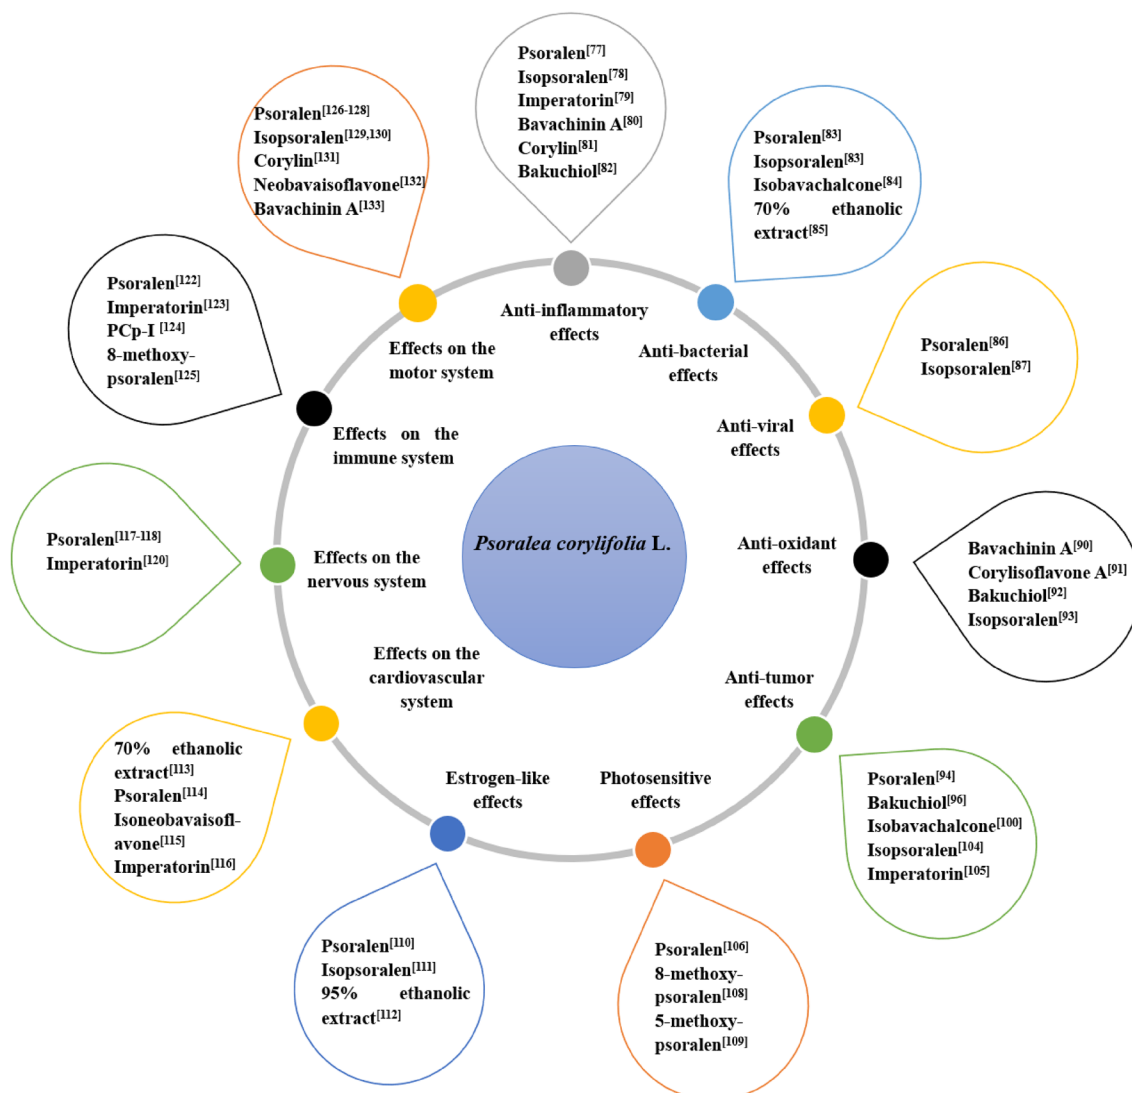 Psoralen[77]
Isopsoralen[78]
Imperatorin[79]
Bavachinin A[80]
Corylin[81]
Bakuchiol[82]
Psoralen[83]
Isopsoralen[83]
Isobavachalcone[84]
70% ethanolic
extract[85]
Psoralen[86]
Isopsoralen[87]
Bavachinin A[90]
Corylisoflavone A[91]
Bakuchiol[92]
Isopsoralen[93]
Psoralen[94]
Bakuchiol[96]
Isobavachalcone[100]
Isopsoralen[104]
Imperatorin[105]
Psoralen[106]
8-methoxy-
psoralen[108]
5-methoxy-
psoralen[109]
Psoralen[110]
Isopsoralen[111]
95% ethanolic
extract[112]
70% ethanolic
extract[113]
Psoralen[114]
Isoneobavaisofl-
avone[115]
Imperatorin[116]
Psoralen[117-118]
Imperatorin[120]
Psoralen[122]
Imperatorin[123]
PCp-I [124]
8-methoxy-
psoralen[125]
Psoralen[126-128]
Isopsoralen[129,130]
Corylin[131]
Neobavaisoflavone[132]
Bavachinin A[133]
Anti-inflammatory
effects
Anti-bacterial
effects
Anti-viral
effects
Anti-oxidant
effects
Anti-tumor
effects
Photosensitive
effects
Estrogen-like
effects
Effects on the
cardiovascular
system
Effects on the
nervous system
Effects on the
immune system
Effects on the
motor system
Psoralea corylifolia L.